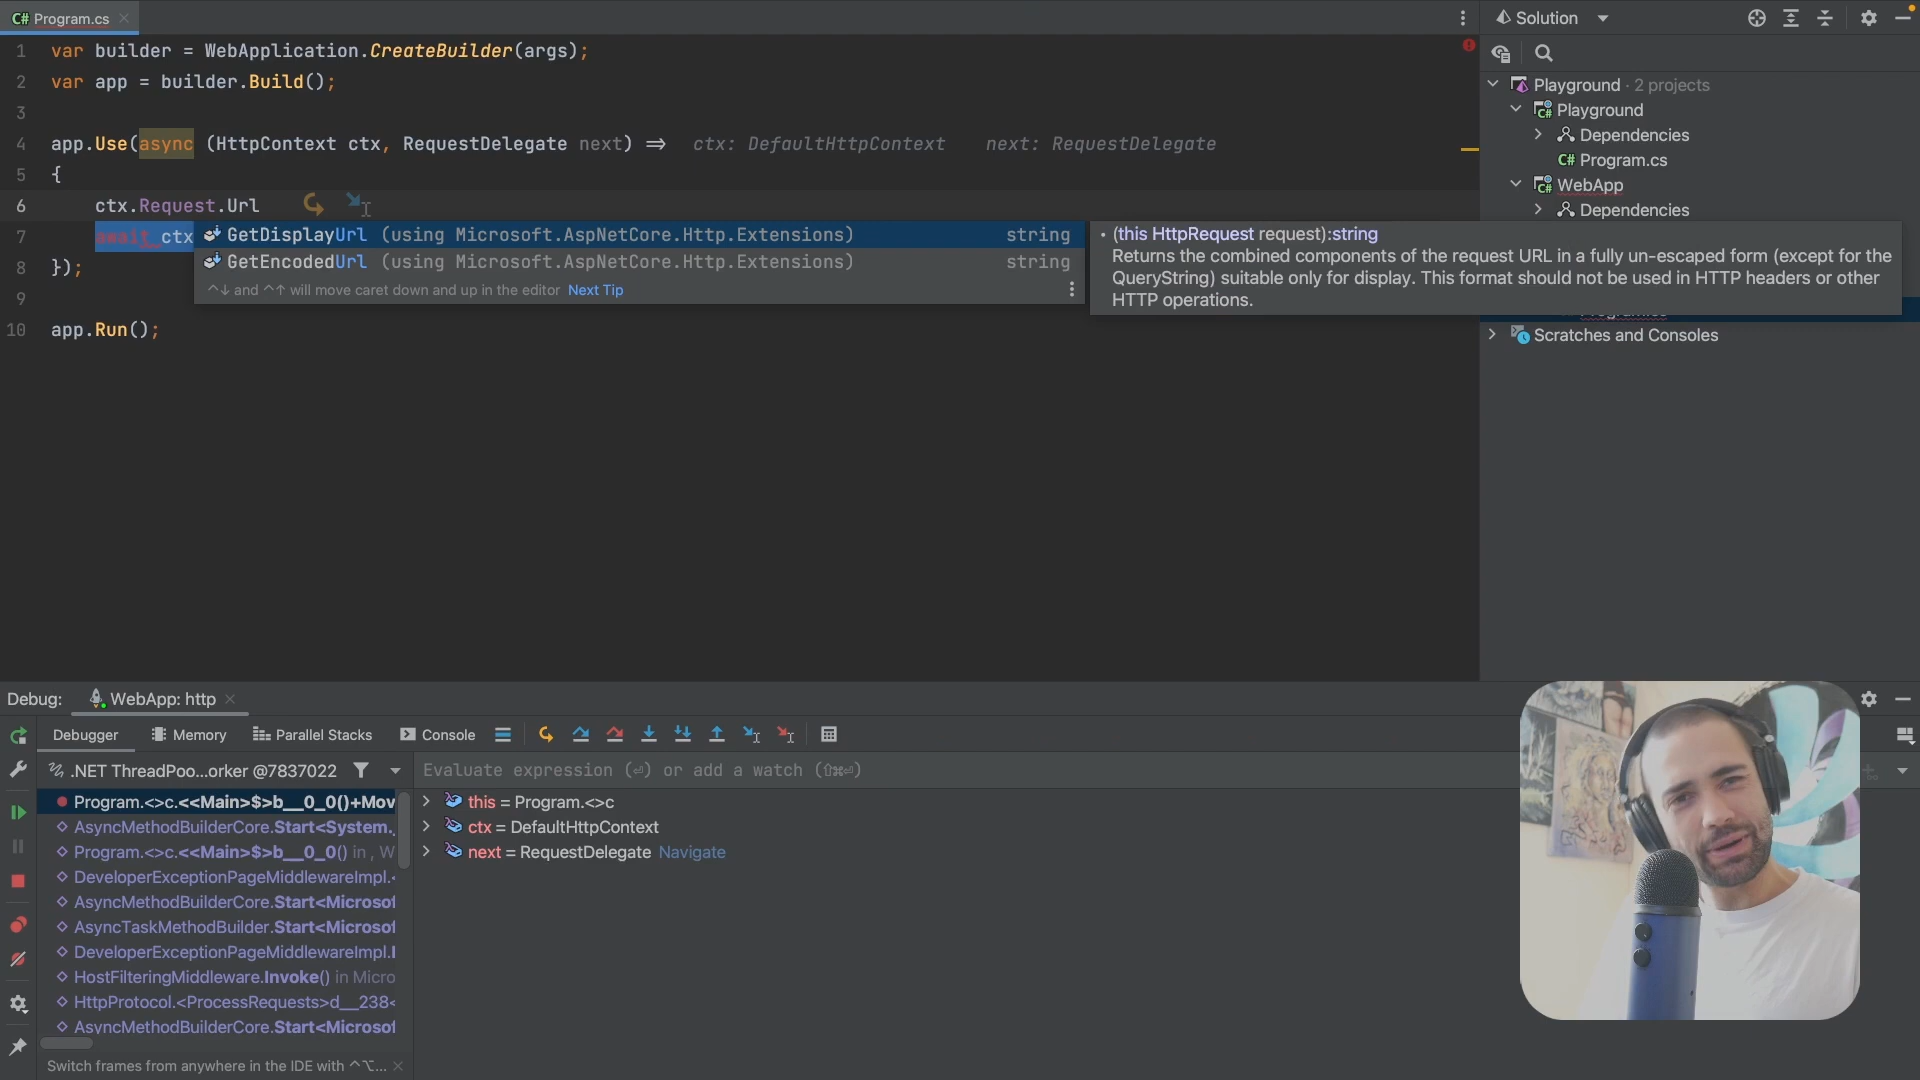 C# Program.cs
Solution
1 var builder = WebApplication.CreateBuilder(args);
2 var app = builder.Build();
3
4 app.Use(async (HttpContext ctx, RequestDelegate next) => ctx: DefaultHttpContext next: RequestDelegate
5 {
6 ctx.Request.Url
7 await ctx
GetDisplayUrl (using Microsoft.AspNetCore.Http.Extensions) string
GetEncodedUrl (using Microsoft.AspNetCore.Http.Extensions) string
^↓ and ^↑ will move caret down and up in the editor Next Tip
8 });
9
10 app.Run();
• (this HttpRequest request):string
Returns the combined components of the request URL in a fully un-escaped form (except for the
QueryString) suitable only for display. This format should not be used in HTTP headers or other
HTTP operations.
Playground · 2 projects
Playground
Dependencies
C# Program.cs
WebApp
Dependencies
Scratches and Consoles
Debug: WebApp: http
Debugger Memory Parallel Stacks Console
.NET ThreadPoo...orker @7837022
Evaluate expression (⏎) or add a watch (⇧⌘⏎)
Program.<>c.<<Main>$>b__0_0()+Mov
AsyncMethodBuilderCore.Start<System.
Program.<>c.<<Main>$>b__0_0() in , W
DeveloperExceptionPageMiddlewareImpl.<
AsyncMethodBuilderCore.Start<Microsof
AsyncTaskMethodBuilder.Start<Microsof
DeveloperExceptionPageMiddlewareImpl.I
HostFilteringMiddleware.Invoke() in Micro
HttpProtocol.<ProcessRequests>d__238<
AsyncMethodBuilderCore.Start<Microsof
this = Program.<>c
ctx = DefaultHttpContext
next = RequestDelegate Navigate
Switch frames from anywhere in the IDE with ^⌥...